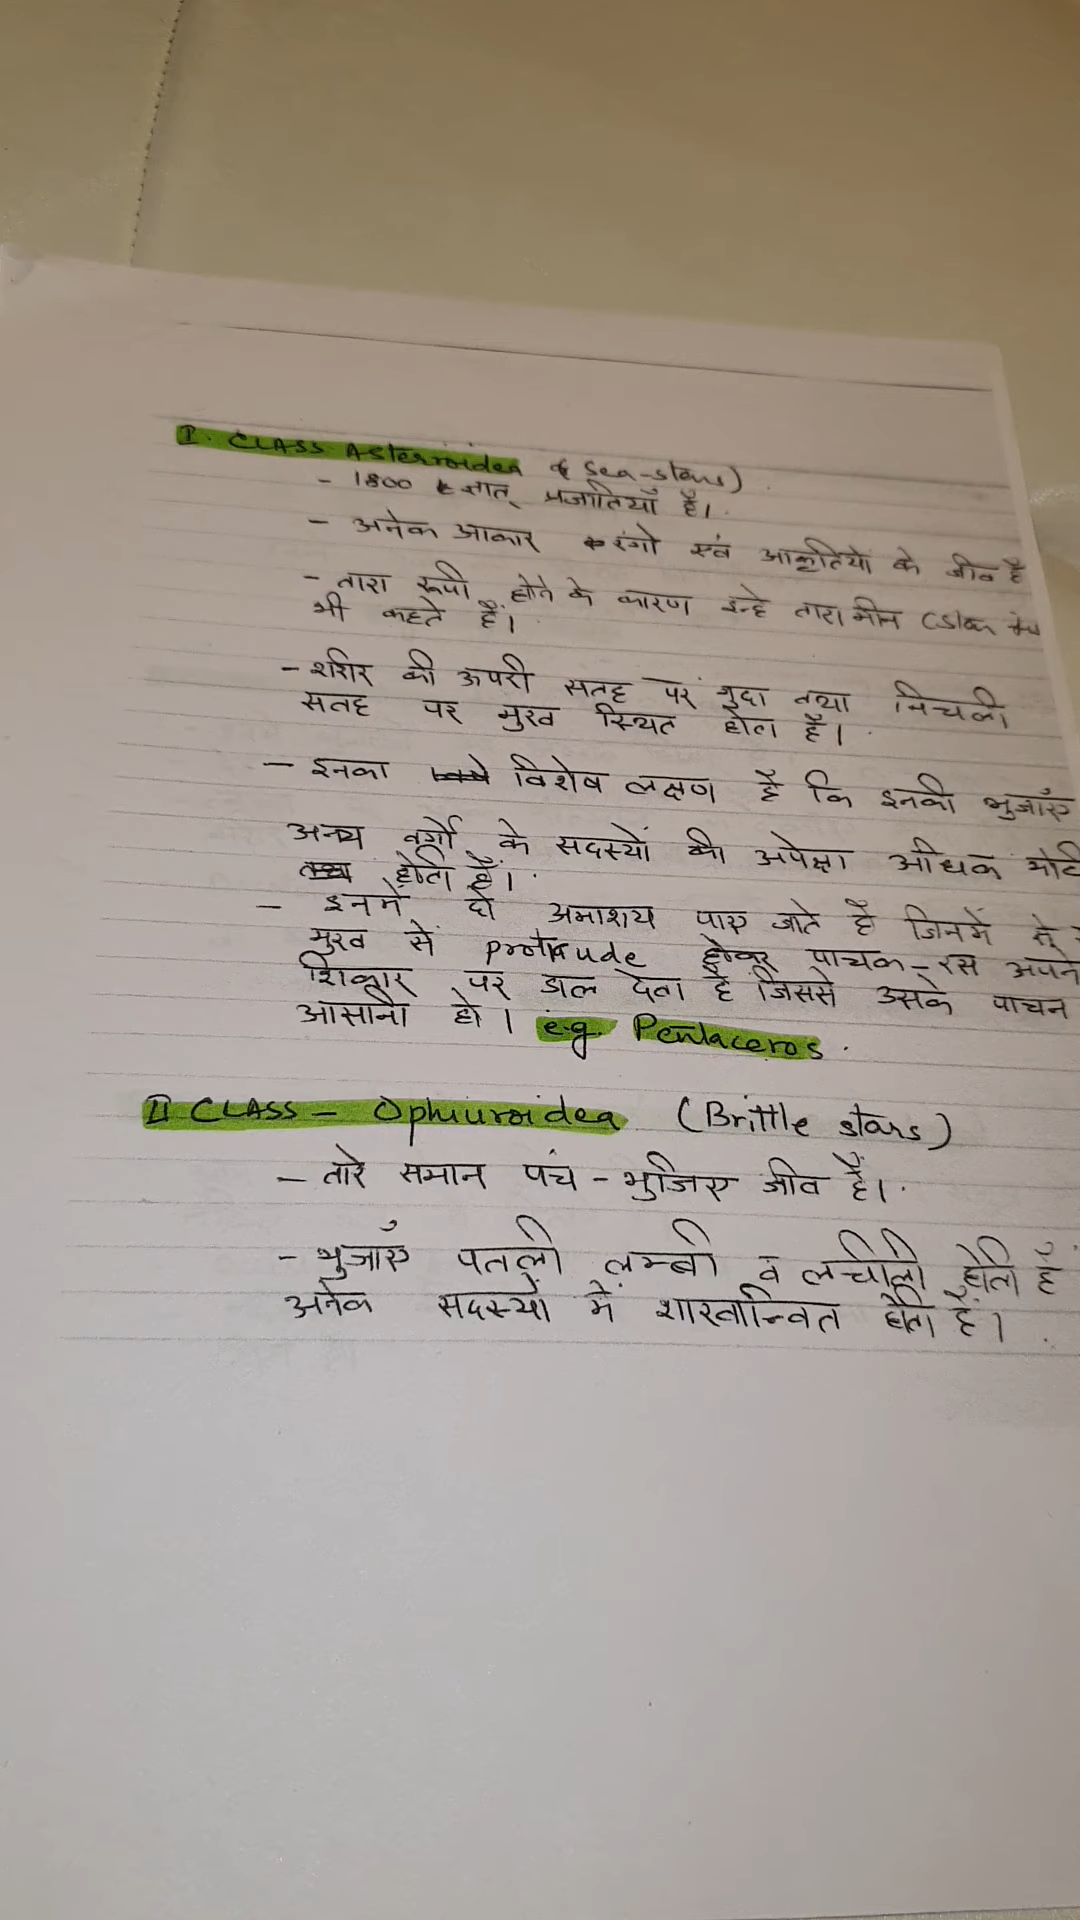 I. CLASS Asteroidea (Sea-stars)
- 1800 ज्ञात प्रजातियाँ हैं।
- अनेक आकार रंगो एवं आकृतियो के जीव है
- तारा रूपी होने के कारण इन्हे तारा मीन (Star
भी कहते हैं।
- शरीर की ऊपरी सतह पर गुदा तथा निचली
सतह पर मुख स्थित होता है।
- इनका विशेष लक्षण है कि इनकी भुजाएँ
अन्य वर्गो के सदस्यों की अपेक्षा अधिक
होती है।
- इनमें दो अमाशय पाए जाते है जिनमें से
मुख से protrude होकर पाचक-रस अपने
शिकार पर डाल देता है जिससे उसके पाचन
आसानी हो। e.g. Pentaceros.
II CLASS - Ophiuroidea (Brittle stars)
- तारे समान पंच-भुजिए जीव हैं।
- भुजाएँ पतली लम्बी व लचीली होती हैं
अनेक सदस्यों में शाखान्वित होती हैं।